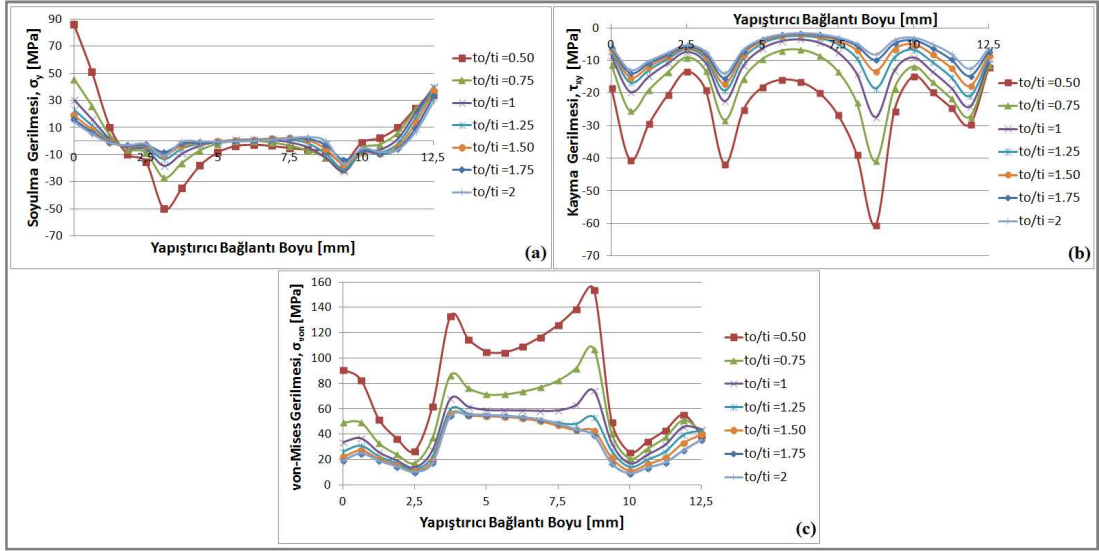 Soyulma Gerilmesi, σy [MPa]
90
70
50
30
10
-10
-30
-50
-70
0
2,5
5
7,5
10
12,5
Yapıştırıcı Bağlantı Boyu [mm]
to/ti =0.50
to/ti =0.75
to/ti =1
to/ti =1.25
to/ti =1.50
to/ti =1.75
to/ti =2
(a)
Yapıştırıcı Bağlantı Boyu [mm]
Kayma Gerilmesi, τxy [MPa]
0
-10
-20
-30
-40
-50
-60
-70
0
2,5
5
7,5
10
12,5
to/ti =0.50
to/ti =0.75
to/ti =1
to/ti =1.25
to/ti =1.50
to/ti =1.75
to/ti =2
(b)
von-Mises Gerilmesi, σvon [MPa]
160
140
120
100
80
60
40
20
0
0
2,5
5
7,5
10
12,5
Yapıştırıcı Bağlantı Boyu [mm]
to/ti =0.50
to/ti =0.75
to/ti =1
to/ti =1.25
to/ti =1.50
to/ti =1.75
to/ti =2
(c)